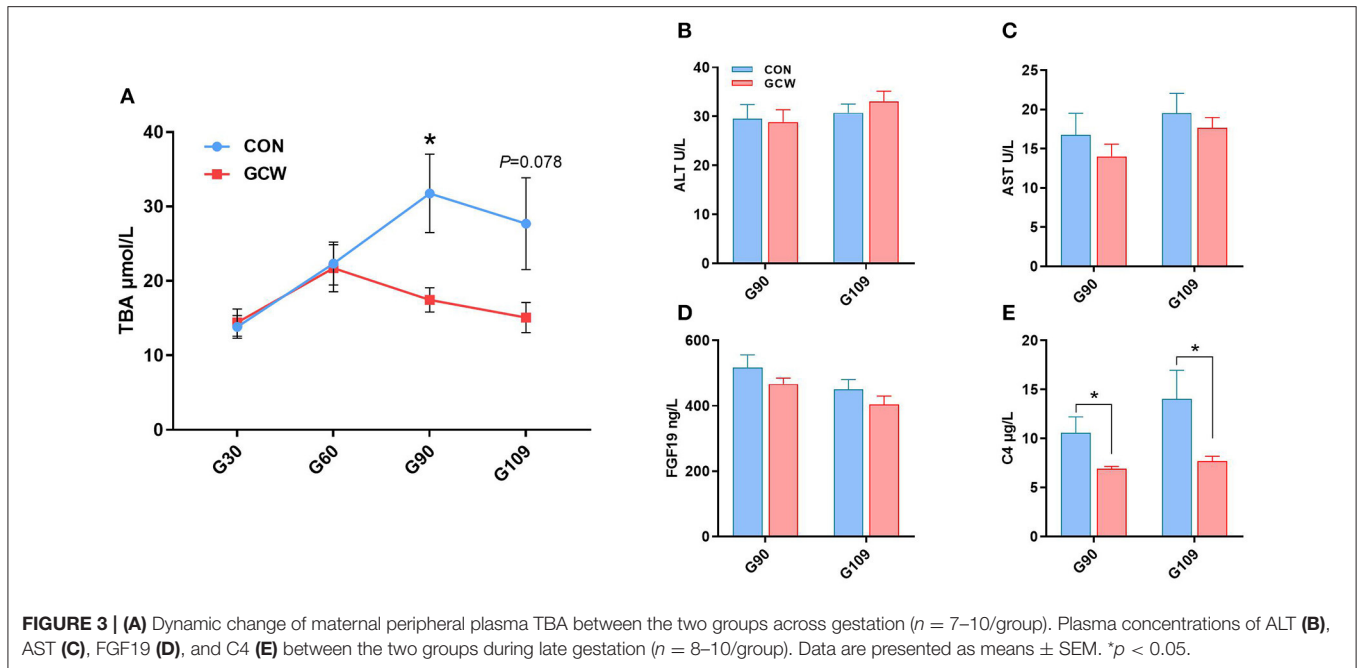 A
CON
GCW
*
P=0.078
TBA µmol/L
40
30
20
10
0
G30
G60
G90
G109
B
CON
GCW
ALT U/L
40
30
20
10
0
G90
G109
C
AST U/L
25
20
15
10
5
0
G90
G109
D
FGF19 ng/L
600
400
200
0
G90
G109
E
C4 µg/L
20
15
10
5
0
*
*
G90
G109
FIGURE 3 | (A) Dynamic change of maternal peripheral plasma TBA between the two groups across gestation (n = 7–10/group). Plasma concentrations of ALT (B),
AST (C), FGF19 (D), and C4 (E) between the two groups during late gestation (n = 8–10/group). Data are presented as means ± SEM. *p < 0.05.